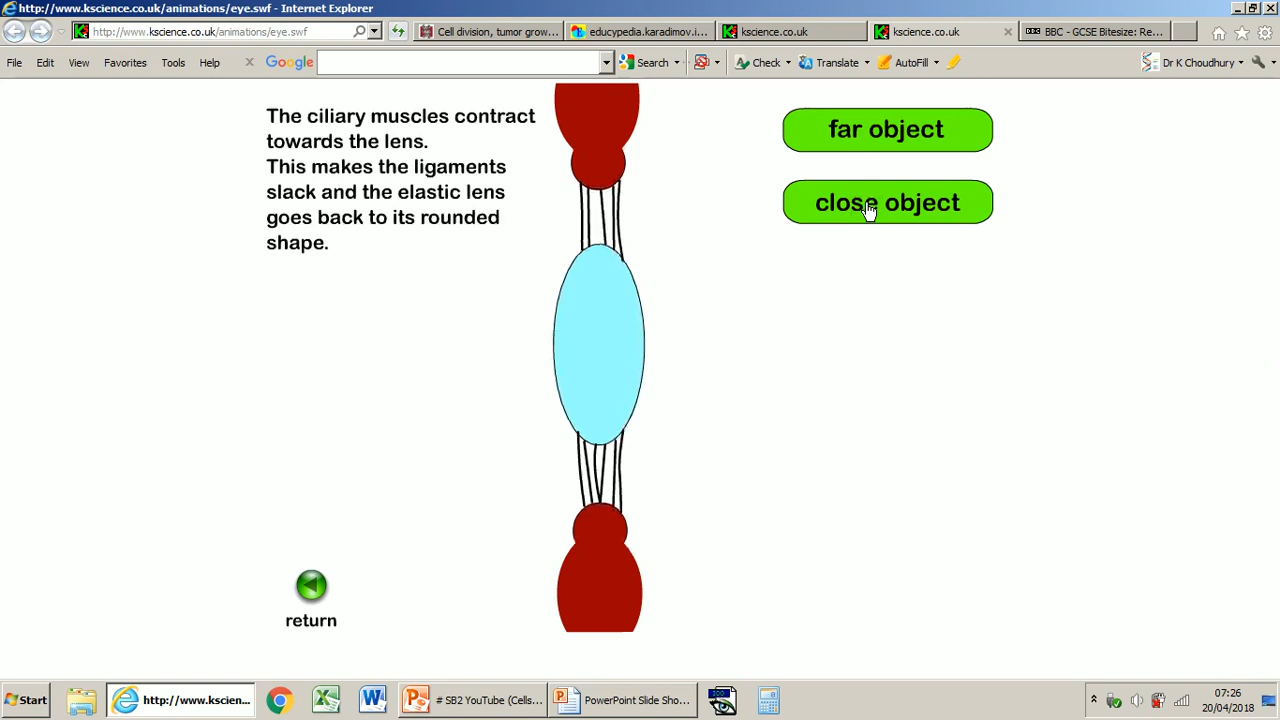 http://www.kscience.co.uk/animations/eye.swf - Internet Explorer
http://www.kscience.co.uk/animations/eye.swf
Cell division, tumor grow...
educypedia.karadimov.i...
kscience.co.uk
kscience.co.uk
BBC - GCSE Bitesize: Re...
File Edit View Favorites Tools Help
Google
Search
Check
Translate
AutoFill
Dr K Choudhury
The ciliary muscles contract
towards the lens.
This makes the ligaments
slack and the elastic lens
goes back to its rounded
shape.
far object
close object
return
Start
http://www.kscien...
# SB2 YouTube (Cells...
PowerPoint Slide Sho...
100
07:26
20/04/2018